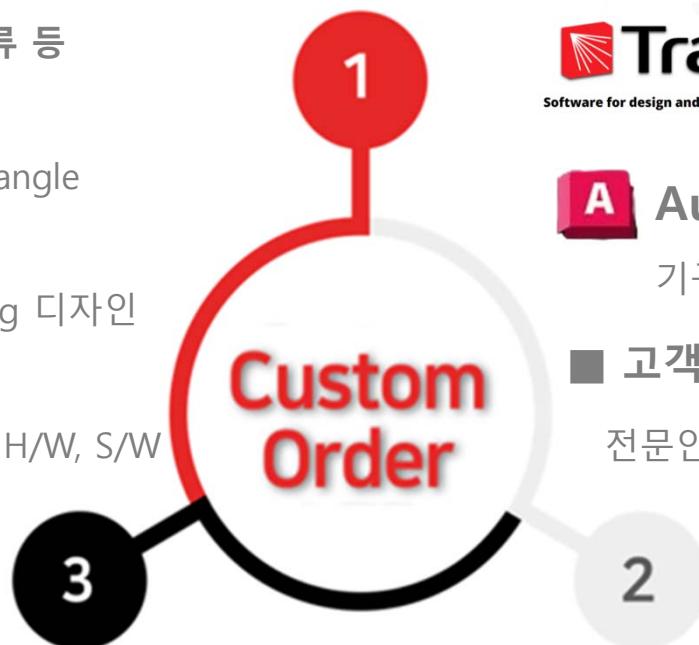 류 등
angle
g 디자인
H/W, S/W
1
Custom
Order
3
2
Tra
Software for design and
A Au
기
■ 고객
전문인